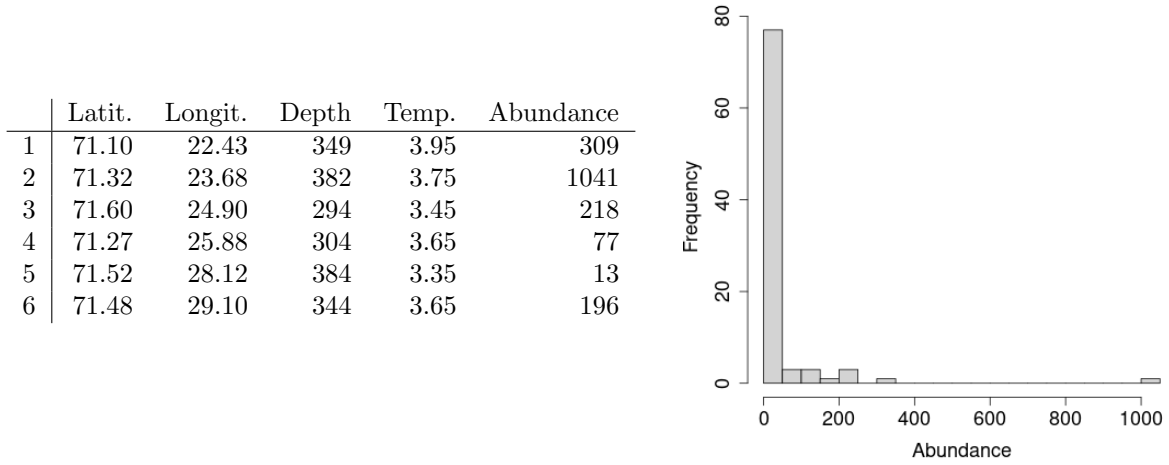 Latit. Longit. Depth Temp. Abundance
1 71.10 22.43 349 3.95 309
2 71.32 23.68 382 3.75 1041
3 71.60 24.90 294 3.45 218
4 71.27 25.88 304 3.65 77
5 71.52 28.12 384 3.35 13
6 71.48 29.10 344 3.65 196
Frequency
80
60
40
20
0
0 200 400 600 800 1000
Abundance